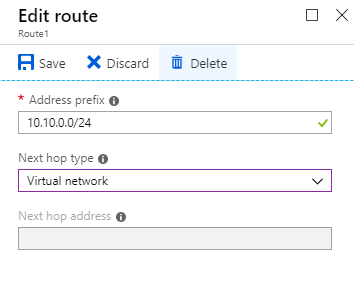 Edit route
Route1
Save Discard Delete
* Address prefix
10.10.0.0/24
Next hop type
Virtual network
Next hop address